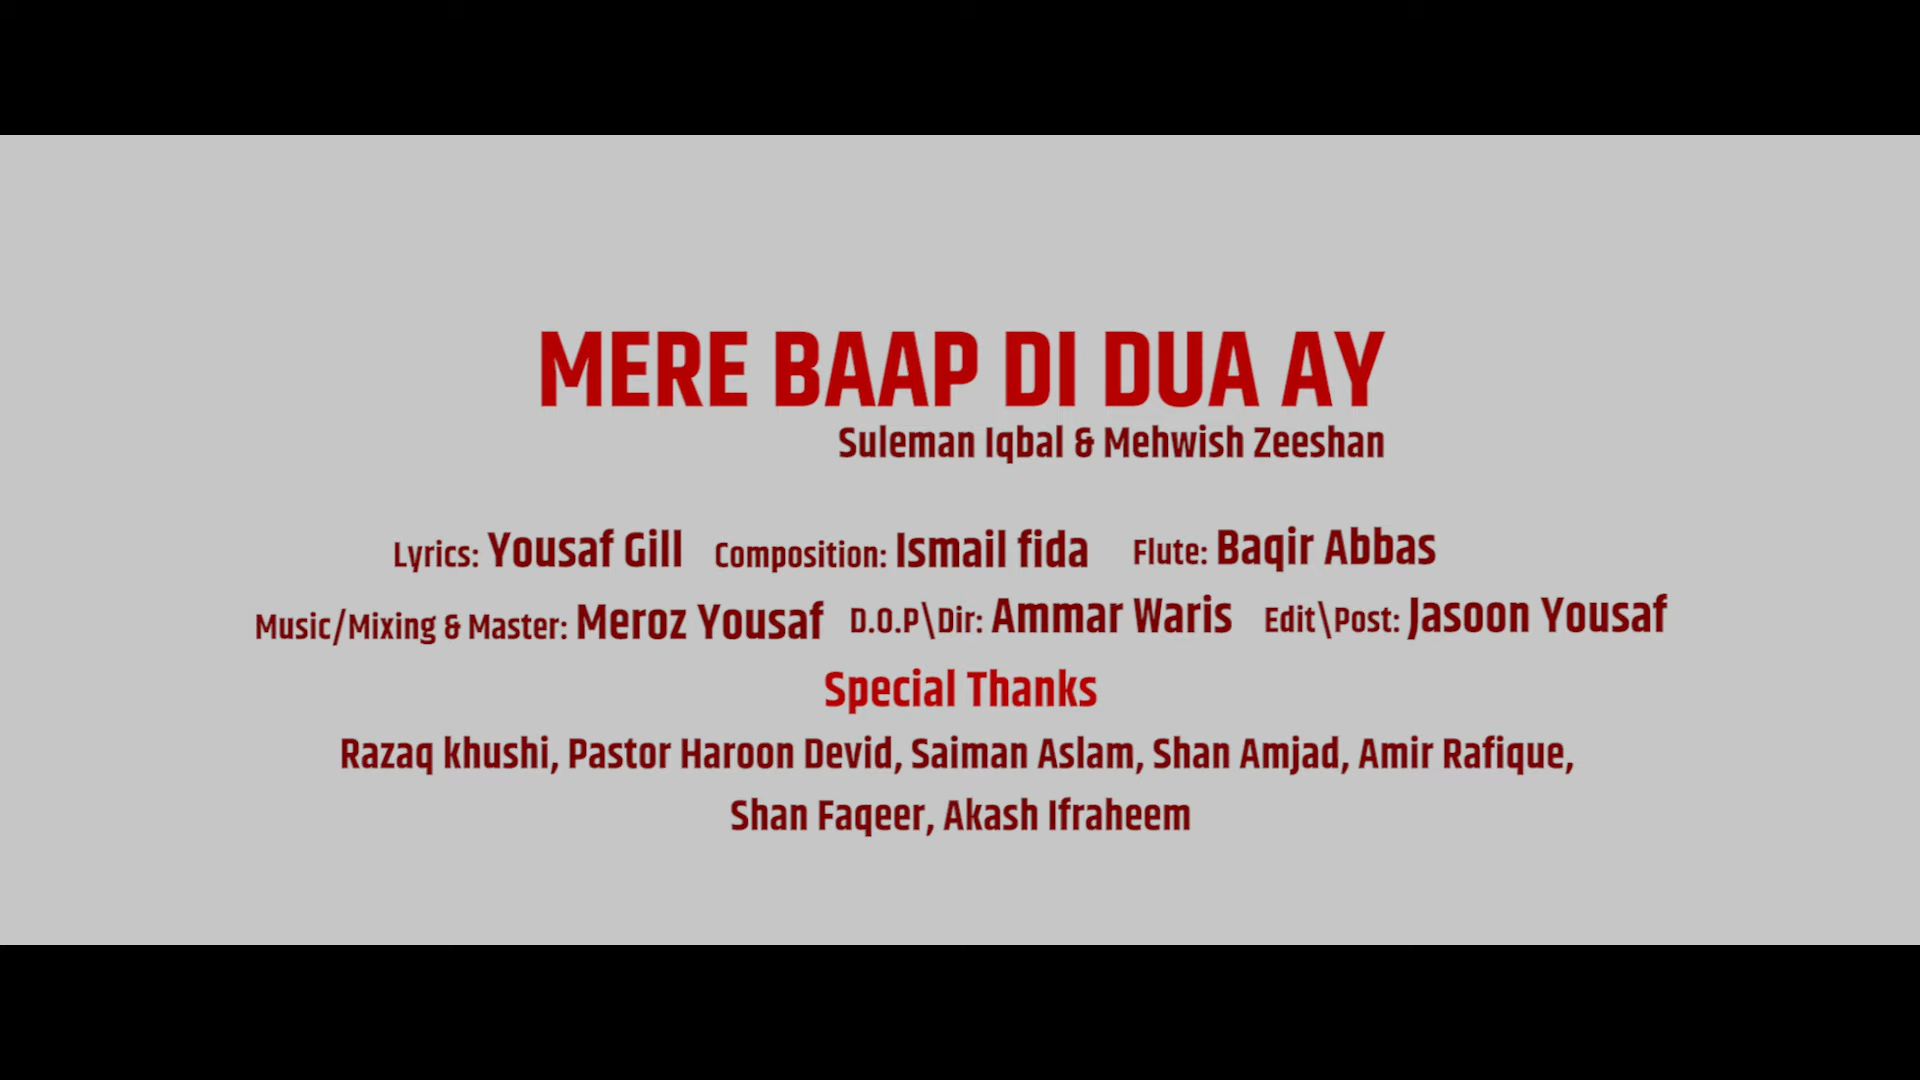 MERE BAAP DI DUA AY
Suleman Iqbal & Mehwish Zeeshan
Lyrics: Yousaf Gill Composition: Ismail fida Flute: Baqir Abbas
Music/Mixing & Master: Meroz Yousaf D.O.P\Dir: Ammar Waris Edit\Post: Jasoon Yousaf
Special Thanks
Razaq khushi, Pastor Haroon Devid, Saiman Aslam, Shan Amjad, Amir Rafique,
Shan Faqeer, Akash Ifraheem